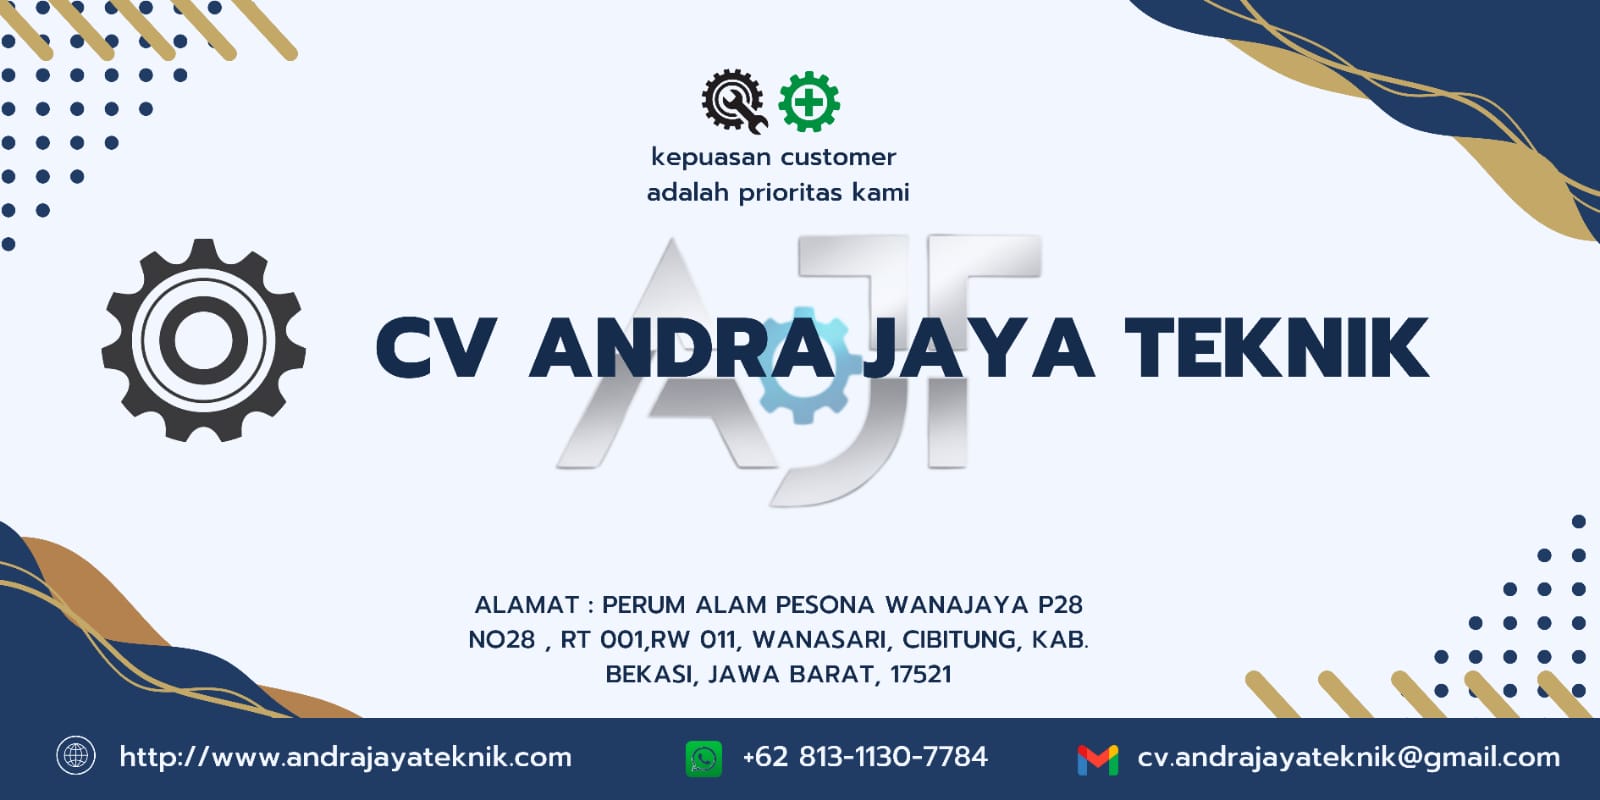 kepuasan customer
adalah prioritas kami
AJT
CV ANDRA JAYA TEKNIK
ALAMAT : PERUM ALAM PESONA WANAJAYA P28
NO28 , RT 001,RW 011, WANASARI, CIBITUNG, KAB.
BEKASI, JAWA BARAT, 17521
http://www.andrajayateknik.com
+62 813-1130-7784
cv.andrajayateknik@gmail.com